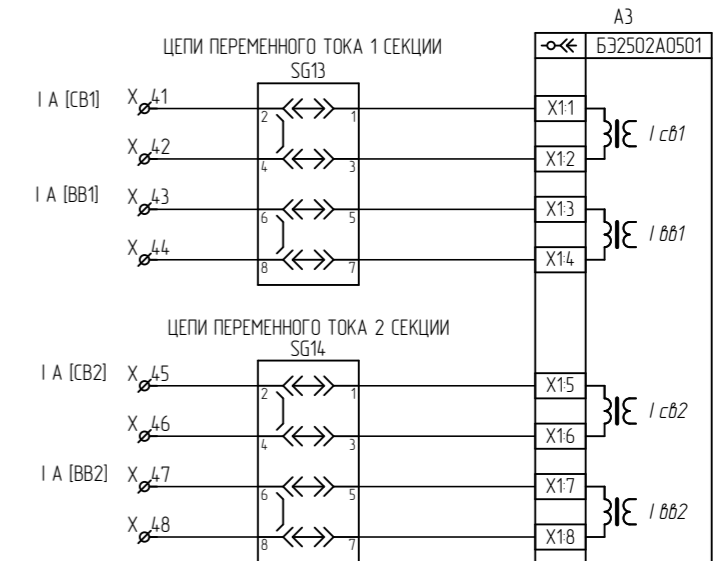 А3
ЦЕПИ ПЕРЕМЕННОГО ТОКА 1 СЕКЦИИ
БЭ2502А0501
SG13
I A [СВ1] X 41 2 1 X1:1
I св1
X 42 4 3 X1:2
I A [ВВ1] X 43 6 5 X1:3
I вв1
X 44 8 7 X1:4
ЦЕПИ ПЕРЕМЕННОГО ТОКА 2 СЕКЦИИ
SG14
I A [СВ2] X 45 2 1 X1:5
I св2
X 46 4 3 X1:6
I A [ВВ2] X 47 6 5 X1:7
I вв2
X 48 8 7 X1:8